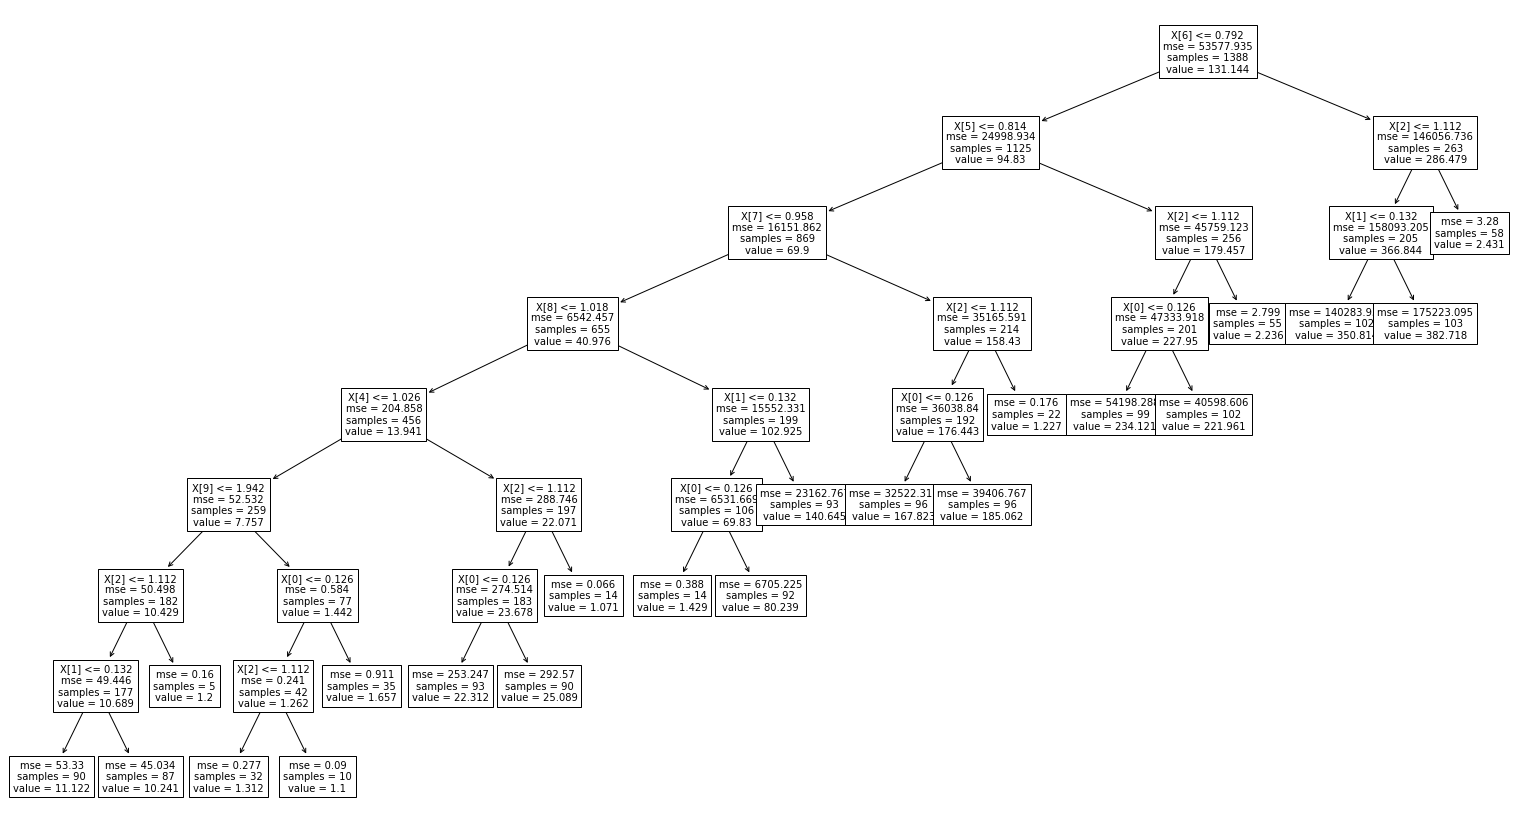 X[6] <= 0.792
mse = 53577.935
samples = 1388
value = 131.144
X[5] <= 0.814
mse = 24998.934
samples = 1125
value = 94.83
X[2] <= 1.112
mse = 146056.736
samples = 263
value = 286.479
X[7] <= 0.958
mse = 16151.862
samples = 869
value = 69.9
X[2] <= 1.112
mse = 45759.123
samples = 256
value = 179.457
X[1] <= 0.132
mse = 158093.205
samples = 205
value = 366.844
mse = 3.28
samples = 58
value = 2.431
X[8] <= 1.018
mse = 6542.457
samples = 655
value = 40.976
X[2] <= 1.112
mse = 35165.591
samples = 214
value = 158.43
X[0] <= 0.126
mse = 47333.918
samples = 201
value = 227.95
mse = 2.799
samples = 55
value = 2.236
mse =
samples = 102
value =
mse = 175223.095
samples = 103
value = 382.718
X[4] <= 1.026
mse = 204.858
samples = 456
value = 13.941
X[1] <= 0.132
mse = 15552.331
samples = 199
value = 102.925
X[0] <= 0.126
mse = 36038.84
samples = 192
value = 176.443
mse = 0.176
samples = 22
value = 1.227
mse =
samples = 99
value = 234.121
mse = 40598.606
samples = 102
value = 221.961
X[9] <= 1.942
mse = 52.532
samples = 259
value = 7.757
X[2] <= 1.112
mse = 288.746
samples = 197
value = 22.071
X[0] <= 0.126
mse = 6531.669
samples = 106
value = 69.83
mse =
samples = 93
value = 140.645
mse =
samples = 96
value = 167.823
mse = 39406.767
samples = 96
value = 185.062
X[2] <= 1.112
mse = 50.498
samples = 182
value = 10.429
X[0] <= 0.126
mse = 0.584
samples = 77
value = 1.442
X[0] <= 0.126
mse = 274.514
samples = 183
value = 23.678
mse = 0.066
samples = 14
value = 1.071
mse = 0.388
samples = 14
value = 1.429
mse = 6705.225
samples = 92
value = 80.239
X[1] <= 0.132
mse = 49.446
samples = 177
value = 10.689
mse = 0.16
samples = 5
value = 1.2
X[2] <= 1.112
mse = 0.241
samples = 42
value = 1.262
mse = 0.911
samples = 35
value = 1.657
mse = 253.247
samples = 93
value = 22.312
mse = 292.57
samples = 90
value = 25.089
mse = 53.33
samples = 90
value = 11.122
mse = 45.034
samples = 87
value = 10.241
mse = 0.277
samples = 32
value = 1.312
mse = 0.09
samples = 10
value = 1.1